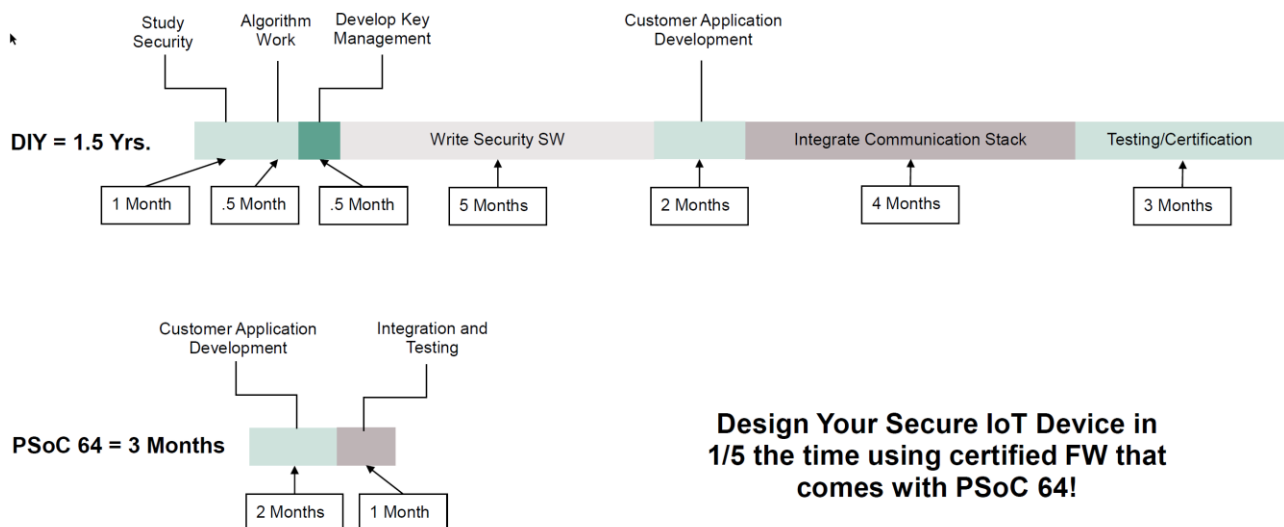 Study
Security
Algorithm
Work
Develop Key
Management
Customer Application
Development
DIY = 1.5 Yrs.
Write Security SW
Integrate Communication Stack
Testing/Certification
1 Month
.5 Month
.5 Month
5 Months
2 Months
4 Months
3 Months
Customer Application
Development
Integration and
Testing
PSoC 64 = 3 Months
2 Months
1 Month
Design Your Secure IoT Device in
1/5 the time using certified FW that
comes with PSoC 64!